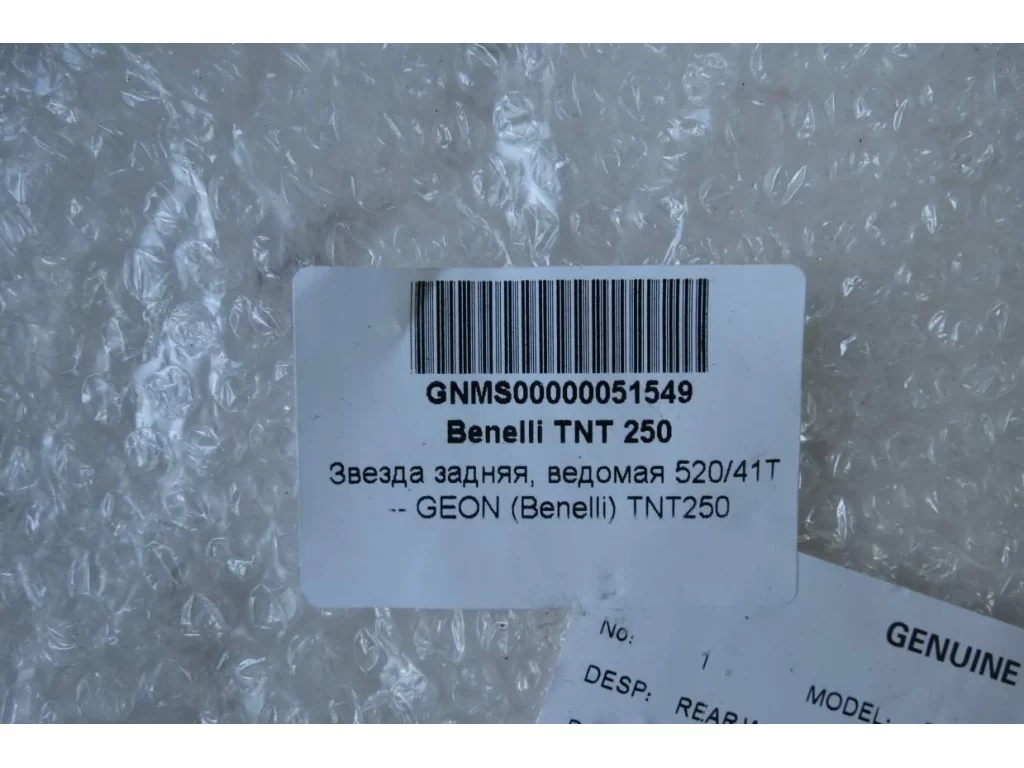 GNMS00000051549
Benelli TNT 250
Звезда задняя, ведомая 520/41T
-- GEON (Benelli) TNT250
GENUINE
No: 1
MODEL:
DESP: